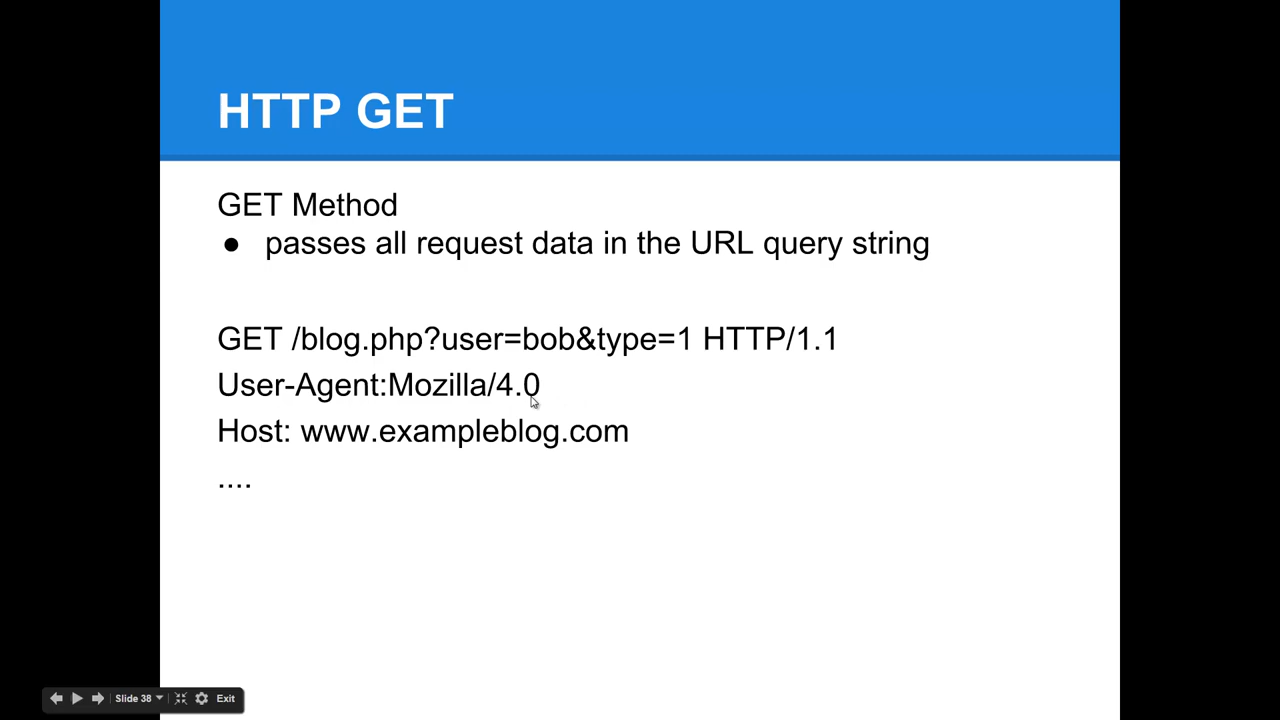 HTTP GET
GET Method
● passes all request data in the URL query string
GET /blog.php?user=bob&type=1 HTTP/1.1
User-Agent:Mozilla/4.0
Host: www.exampleblog.com
....
Slide 38
Exit